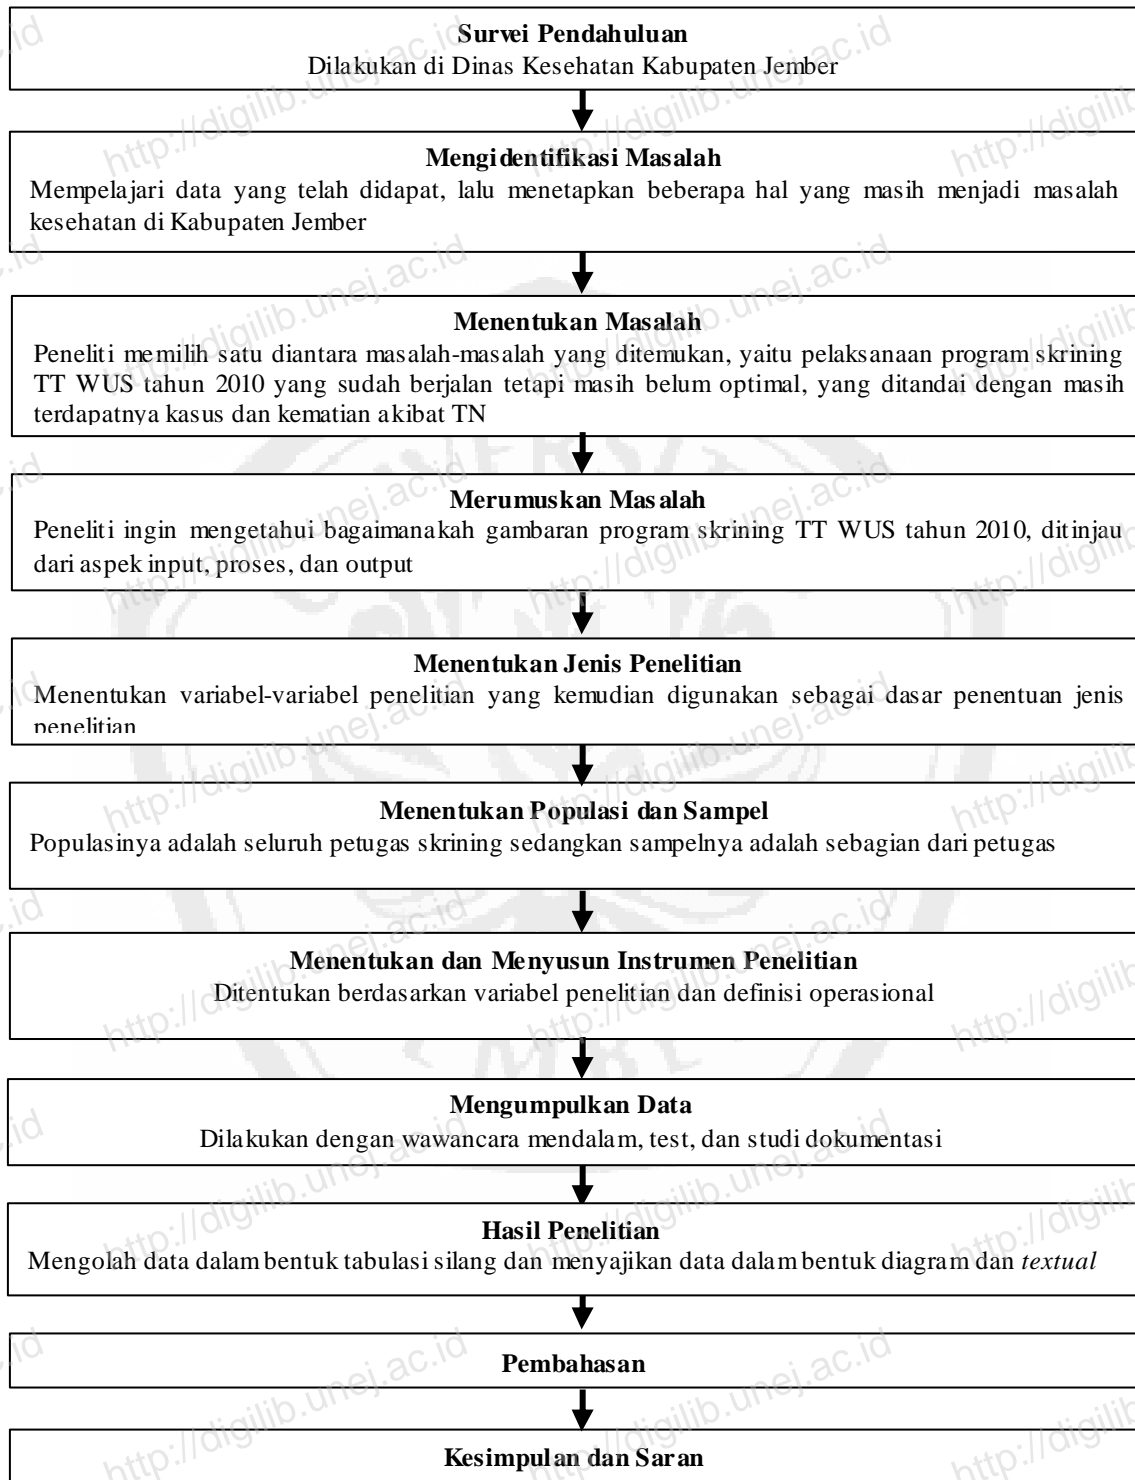 Survei Pendahuluan
Dilakukan di Dinas Kesehatan Kabupaten Jember
Mengidentifikasi Masalah
Mempelajari data yang telah didapat, lalu menetapkan beberapa hal yang masih menjadi masalah
kesehatan di Kabupaten Jember
Menentukan Masalah
Peneliti memilih satu diantara masalah-masalah yang ditemukan, yaitu pelaksanaan program skrining
TT WUS tahun 2010 yang sudah berjalan tetapi masih belum optimal, yang ditandai dengan masih
terdapatnya kasus dan kematian akibat TN
Merumuskan Masalah
Peneliti ingin mengetahui bagaimanakah gambaran program skrining TT WUS tahun 2010, ditinjau
dari aspek input, proses, dan output
Menentukan Jenis Penelitian
Menentukan variabel-variabel penelitian yang kemudian digunakan sebagai dasar penentuan jenis
penelitian
Menentukan Populasi dan Sampel
Populasinya adalah seluruh petugas skrining sedangkan sampelnya adalah sebagian dari petugas
Menentukan dan Menyusun Instrumen Penelitian
Ditentukan berdasarkan variabel penelitian dan definisi operasional
Mengumpulkan Data
Dilakukan dengan wawancara mendalam, test, dan studi dokumentasi
Hasil Penelitian
Mengolah data dalam bentuk tabulasi silang dan menyajikan data dalam bentuk diagram dan textual
Pembahasan
Kesimpulan dan Saran
http://digilib.unej.ac.id